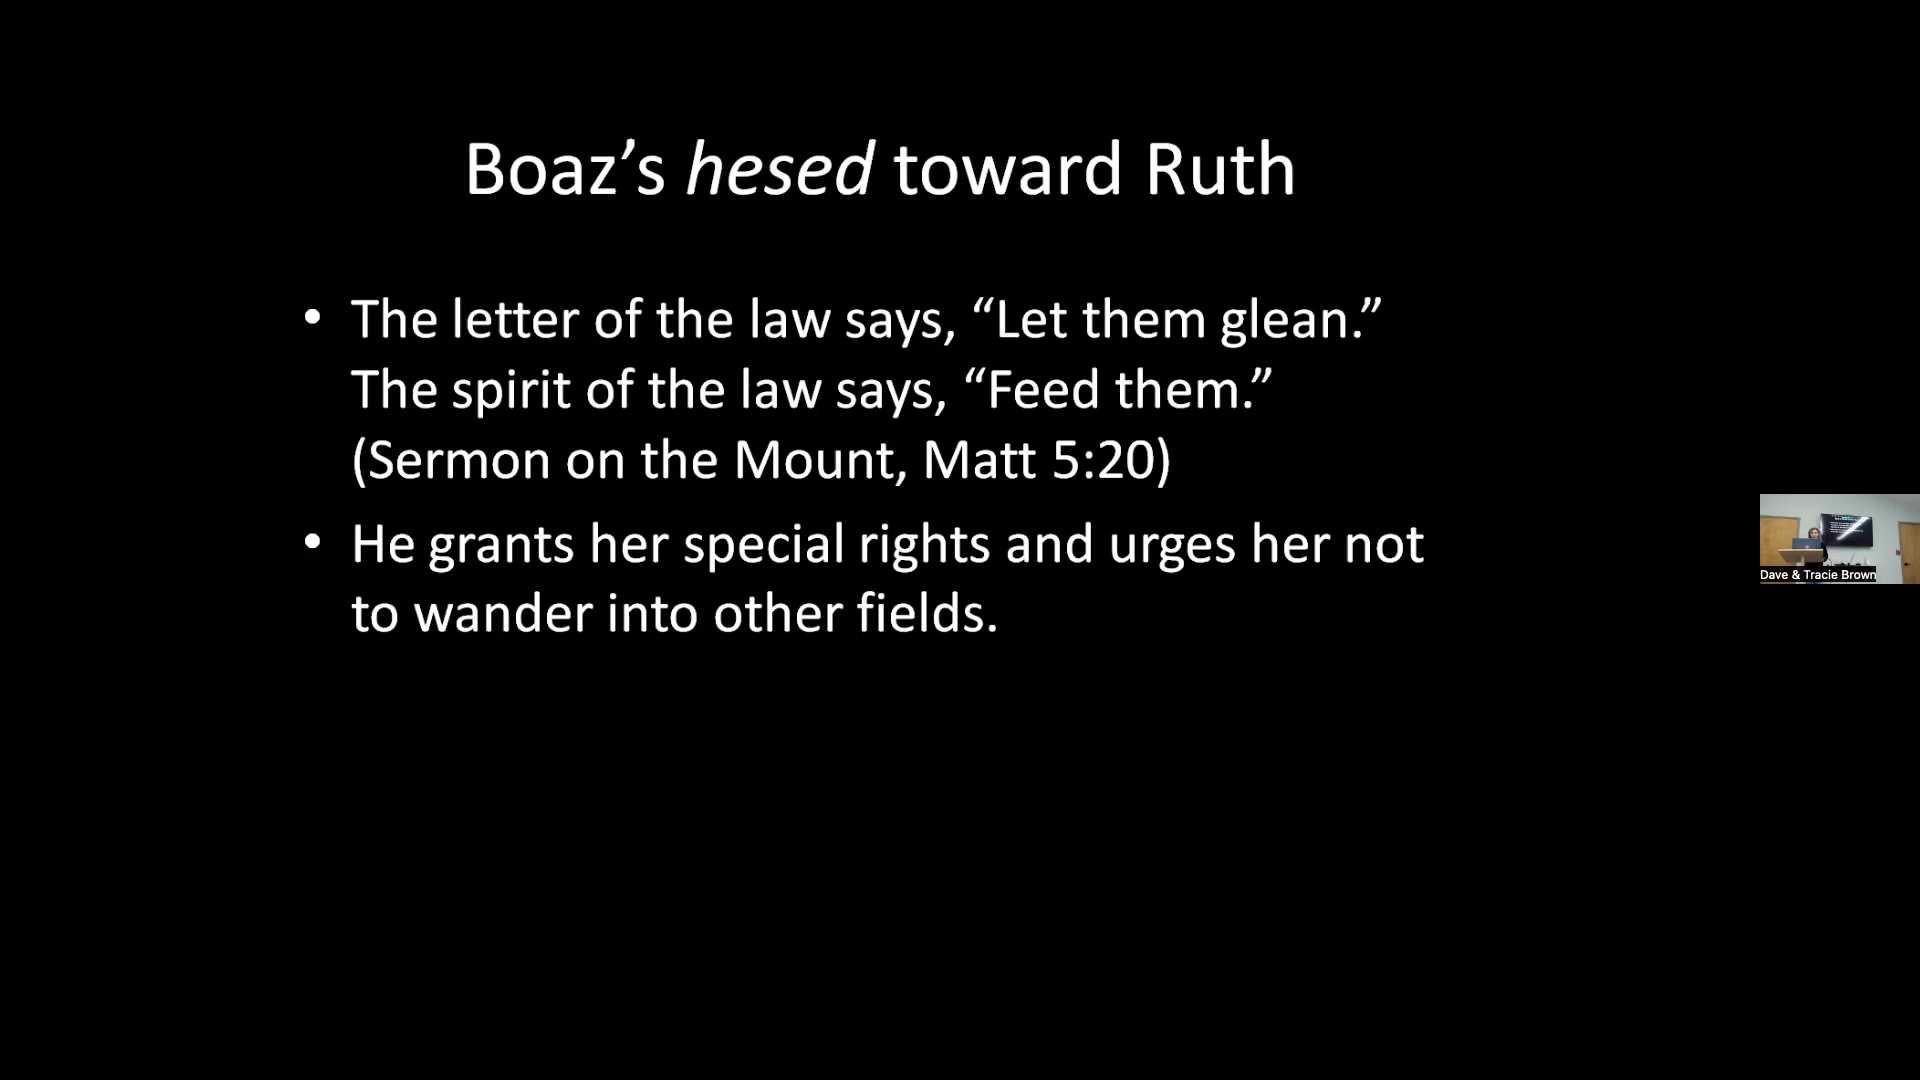 Boaz’s hesed toward Ruth
• The letter of the law says, “Let them glean.”
The spirit of the law says, “Feed them.”
(Sermon on the Mount, Matt 5:20)
• He grants her special rights and urges her not
to wander into other fields.
Dave & Tracie Brown